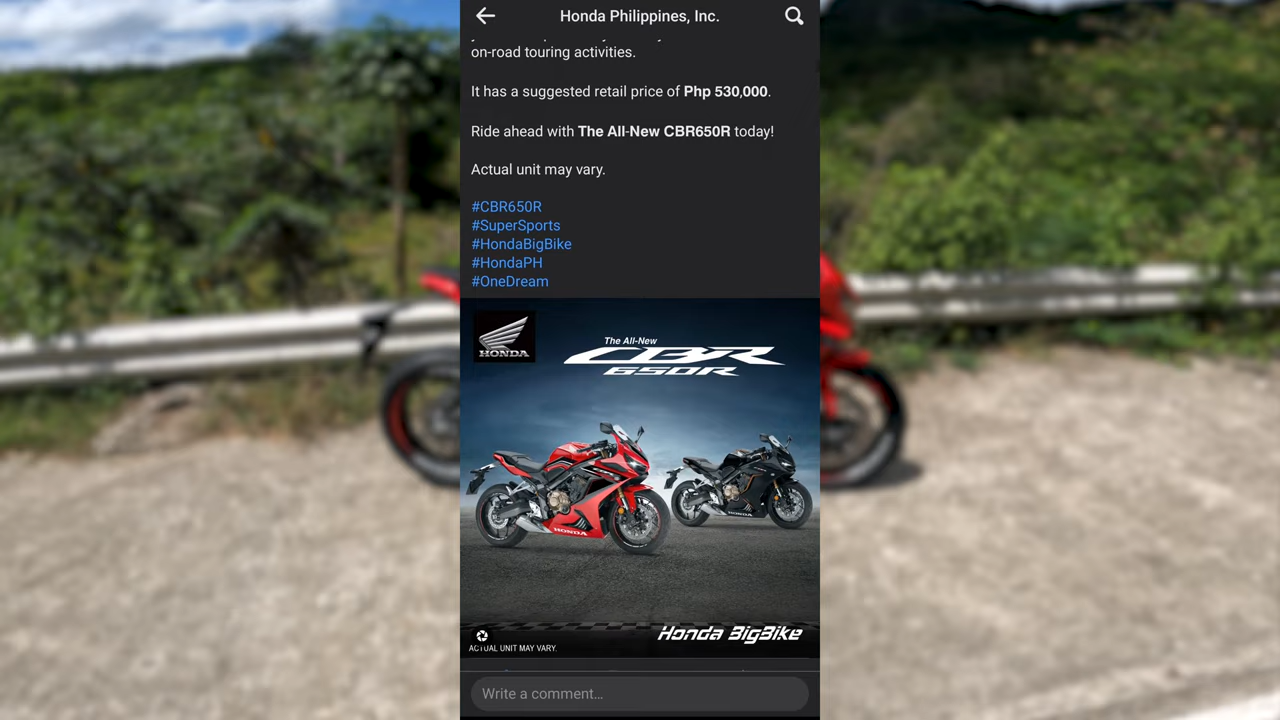 Honda Philippines, Inc.
on-road touring activities.
It has a suggested retail price of Php 530,000.
Ride ahead with The All-New CBR650R today!
Actual unit may vary.
#CBR650R
#SuperSports
#HondaBigBike
#HondaPH
#OneDream
HONDA
The All-New
CBR
650R
HONDA
HONDA
Honda BigBike
ACTUAL UNIT MAY VARY.
Write a comment...